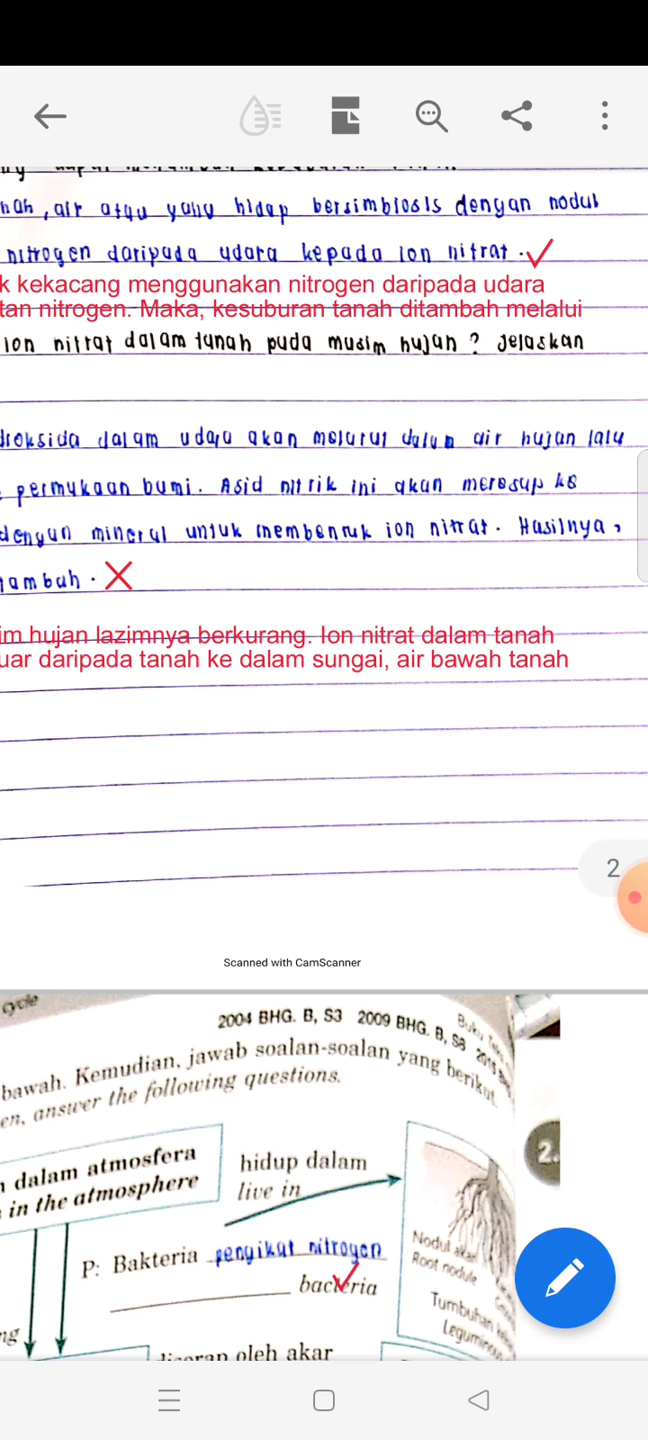 nah, air atau yang hidup bersimbiosis dengan nodul
nitrogen daripada udara kepada ion nitrat.
k kekacang menggunakan nitrogen daripada udara
tan nitrogen. Maka, kesuburan tanah ditambah melalui
ion nitrat dalam tanah pada musim hujan? Jelaskan
dioksida dalam udara akan melarut dalam air hujan lalu
permukaan bumi. Asid nitrik ini akan meresap ke
dengan mineral untuk membentuk ion nitrat. Hasilnya,
tambah.
im hujan lazimnya berkurang. Ion nitrat dalam tanah
uar daripada tanah ke dalam sungai, air bawah tanah
2
Scanned with CamScanner
cycle
2004 BHG. B, S3 2009 BHG. B, S8
bawah. Kemudian, jawab soalan-soalan yang berikut.
en, answer the following questions.
2.
n dalam atmosfera
in the atmosphere
hidup dalam
live in
P: Bakteria pengikat nitrogen
bacteria
Nodul akar
Root nodule
Tumbuhan
ng
oleh akar